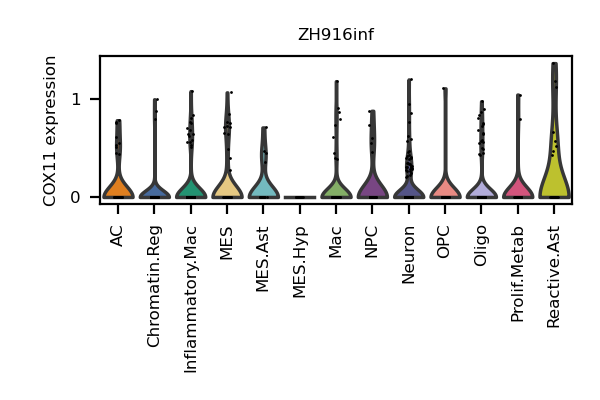 ZH916inf
COX11 expression
1
0
AC
Chromatin.Reg
Inflammatory.Mac
MES
MES.Ast
MES.Hyp
Mac
NPC
Neuron
OPC
Oligo
Prolif.Metab
Reactive.Ast